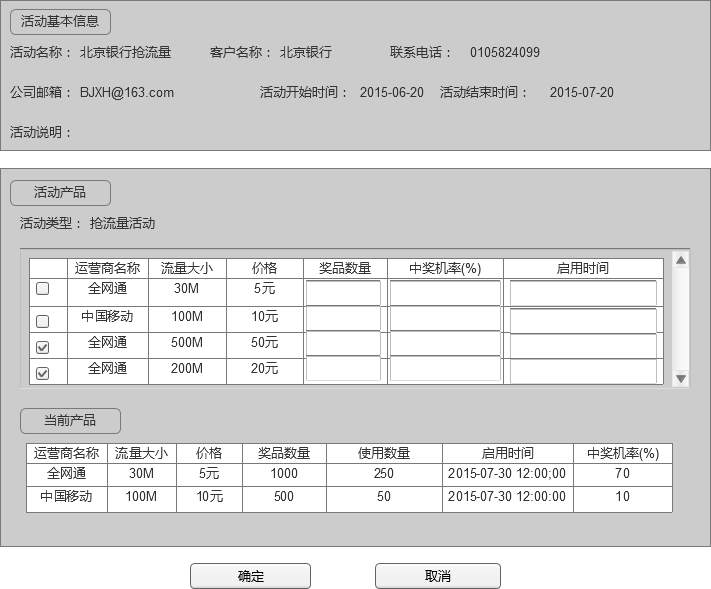 活动基本信息
活动名称： 北京银行抢流量 客户名称： 北京银行 联系电话： 0105824099
公司邮箱： BJXH@163.com 活动开始时间： 2015-06-20 活动结束时间： 2015-07-20
活动说明：
活动产品
活动类型： 抢流量活动
运营商名称 流量大小 价格 奖品数量 中奖机率(%) 启用时间
全网通 30M 5元
中国移动 100M 10元
全网通 500M 50元
全网通 200M 20元
当前产品
运营商名称 流量大小 价格 奖品数量 使用数量 启用时间 中奖机率(%)
全网通 30M 5元 1000 250 2015-07-30 12:00;00 70
中国移动 100M 10元 500 50 2015-07-30 12:00:00 10
确定 取消